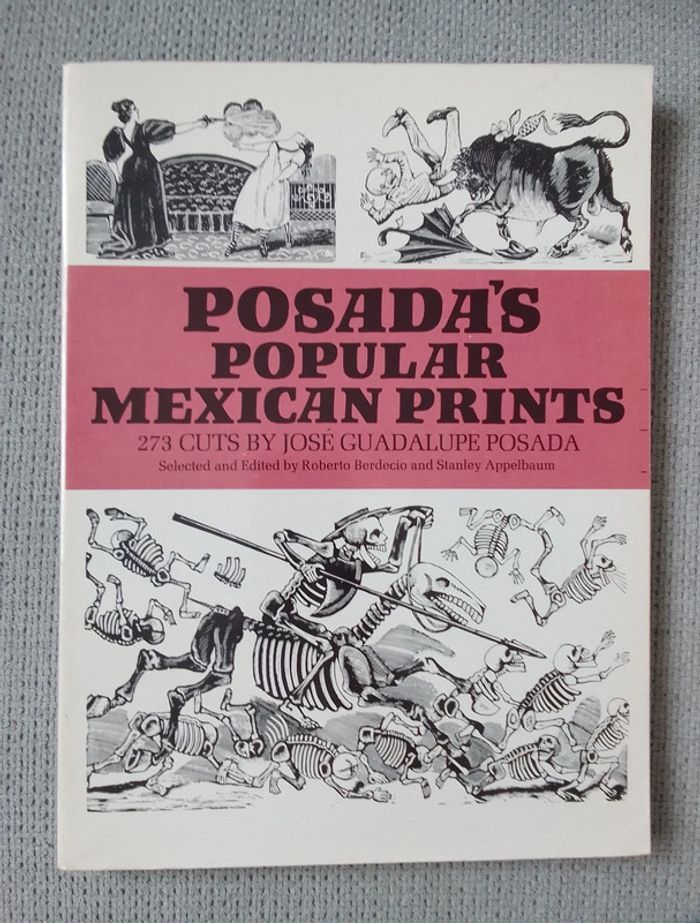 POSADA'S
POPULAR
MEXICAN PRINTS
273 CUTS BY JOSÉ GUADALUPE POSADA
Selected and Edited by Roberto Berdecio and Stanley Appelbaum